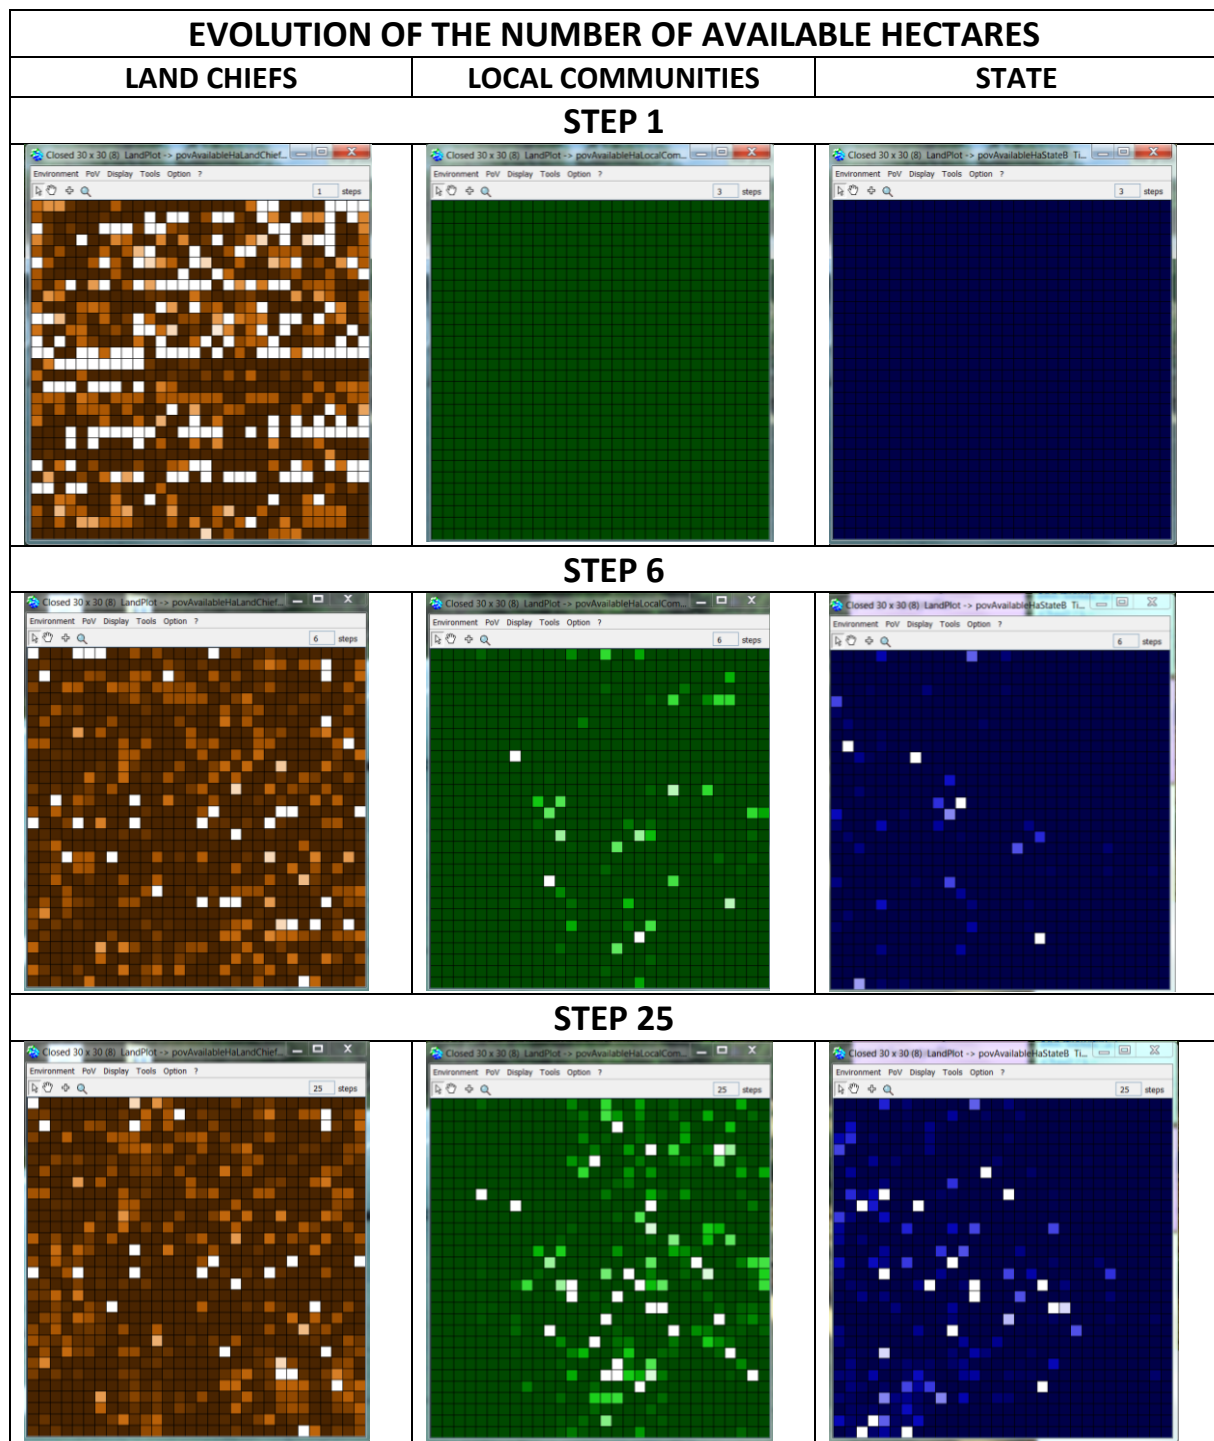 EVOLUTION OF THE NUMBER OF AVAILABLE HECTARES
LAND CHIEFS LOCAL COMMUNITIES STATE
STEP 1
Closed 30 x 30 (8) LandPlot -> povAvailableHaLandChief... Closed 30 x 30 (8) LandPlot -> povAvailableHaLocalCom... Closed 30 x 30 (8) LandPlot -> povAvailableHaStateB Ti...
Environment PoV Display Tools Option ? Environment PoV Display Tools Option ? Environment PoV Display Tools Option ?
1 steps 3 steps 3 steps
STEP 6
Closed 30 x 30 (8) LandPlot -> povAvailableHaLandChief... Closed 30 x 30 (8) LandPlot -> povAvailableHaLocalCom... Closed 30 x 30 (8) LandPlot -> povAvailableHaStateB Ti...
Environment PoV Display Tools Option ? Environment PoV Display Tools Option ? Environment PoV Display Tools Option ?
6 steps 6 steps 6 steps
STEP 25
Closed 30 x 30 (8) LandPlot -> povAvailableHaLandChief... Closed 30 x 30 (8) LandPlot -> povAvailableHaLocalCom... Closed 30 x 30 (8) LandPlot -> povAvailableHaStateB Ti...
Environment PoV Display Tools Option ? Environment PoV Display Tools Option ? Environment PoV Display Tools Option ?
25 steps 25 steps 25 steps